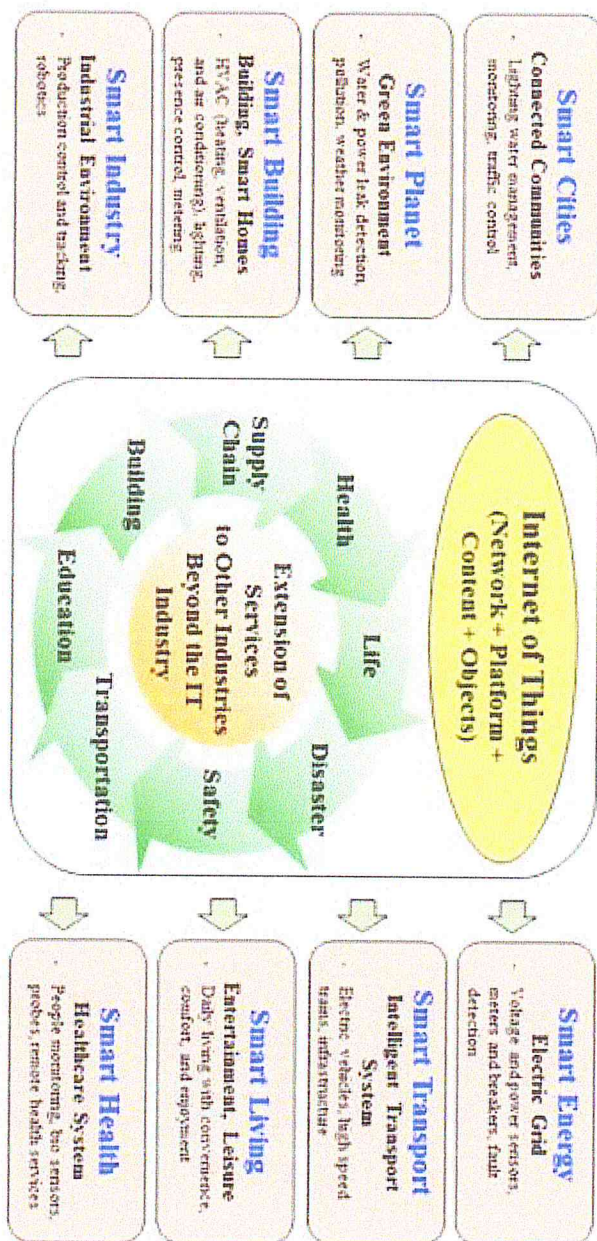 Smart Cities
Connected Communities
· Lighting water management,
monitoring, traffic control
Smart Planet
Green Environment
· Water & power leak detection,
pollution, weather monitoring
Smart Building
Building, Smart Homes
· HVAC (heating, ventilation,
and air conditioning), lighting,
presence control, metering
Smart Industry
Industrial Environment
· Production control and tracking,
robotics
Internet of Things
(Network + Platform +
Content + Objects)
Extension of
Services
to Other Industries
Beyond the IT
Industry
Life
Disaster
Safety
Transportation
Education
Building
Supply
Chain
Health
Smart Energy
Electric Grid
· Voltage and power sensors,
meters and breakers, fault
detection
Smart Transport
Intelligent Transport
System
· Electric vehicles, high speed
trains, infrastructure
Smart Living
Entertainment, Leisure
· Daily living with convenience,
comfort, and enjoyment
Smart Health
Healthcare System
· People monitoring, bio sensors,
probes, remote health services